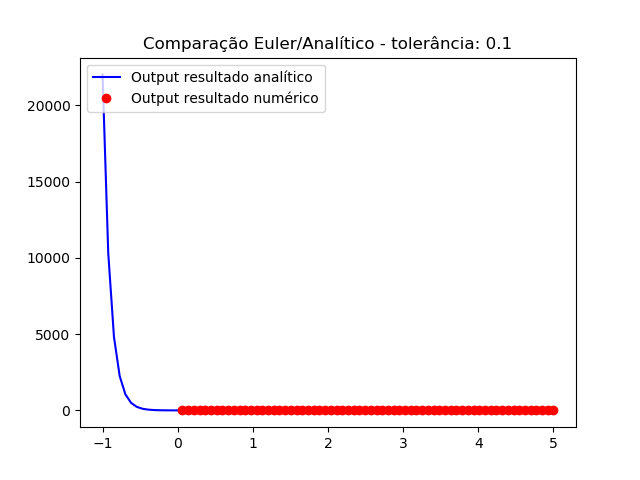 Comparação Euler/Analítico - tolerância: 0.1
Output resultado analítico
Output resultado numérico
20000
15000
10000
5000
0
−1 0 1 2 3 4 5